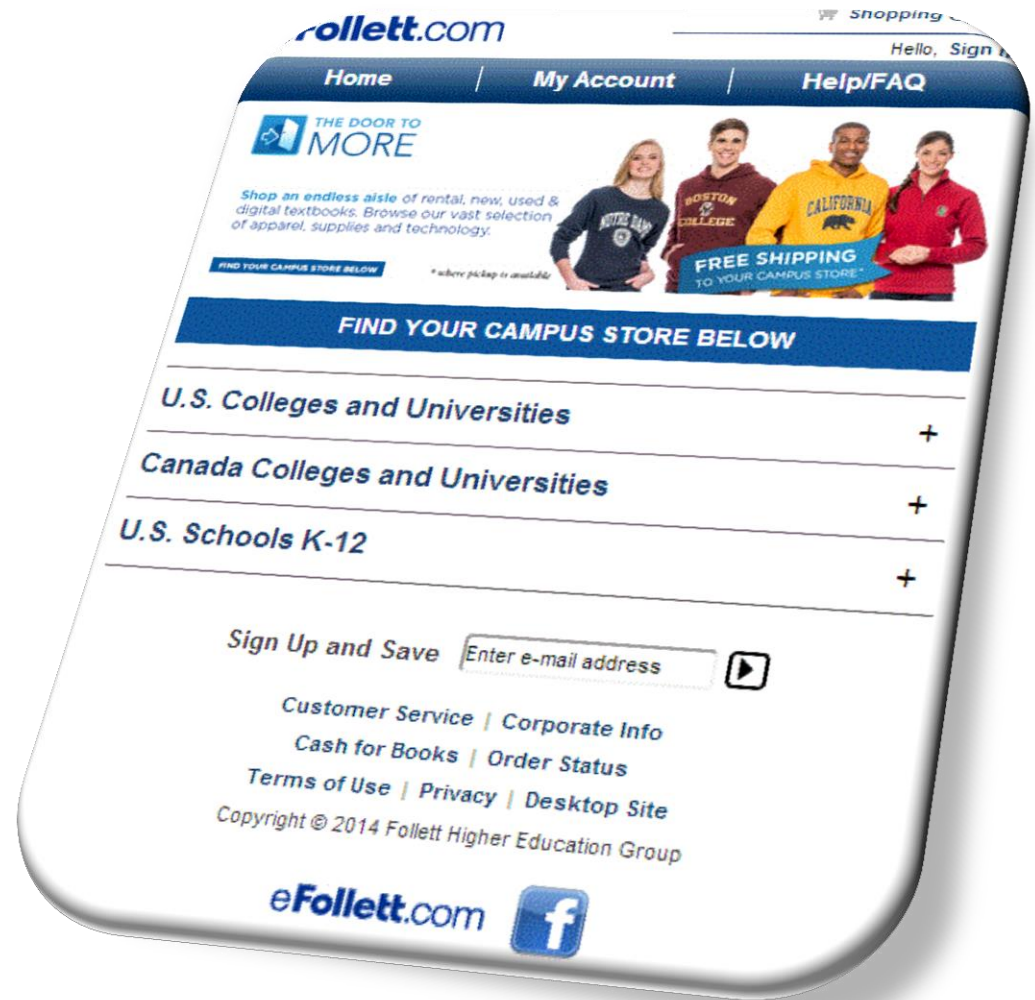 Shopping
ollett.com
Hello, Sign
Home | My Account | Help/FAQ
THE DOOR TO
MORE
Shop an endless aisle of rental, new, used &
digital textbooks. Browse our vast selection
of apparel, supplies and technology.
FIND YOUR CAMPUS STORE BELOW
* where pickup is available
NOTRE DAME
BOSTON
COLLEGE
CALIFORNIA
FREE SHIPPING
TO YOUR CAMPUS STORE*
FIND YOUR CAMPUS STORE BELOW
U.S. Colleges and Universities +
Canada Colleges and Universities +
U.S. Schools K-12 +
Sign Up and Save Enter e-mail address
Customer Service | Corporate Info
Cash for Books | Order Status
Terms of Use | Privacy | Desktop Site
Copyright © 2014 Follett Higher Education Group
eFollett.com f